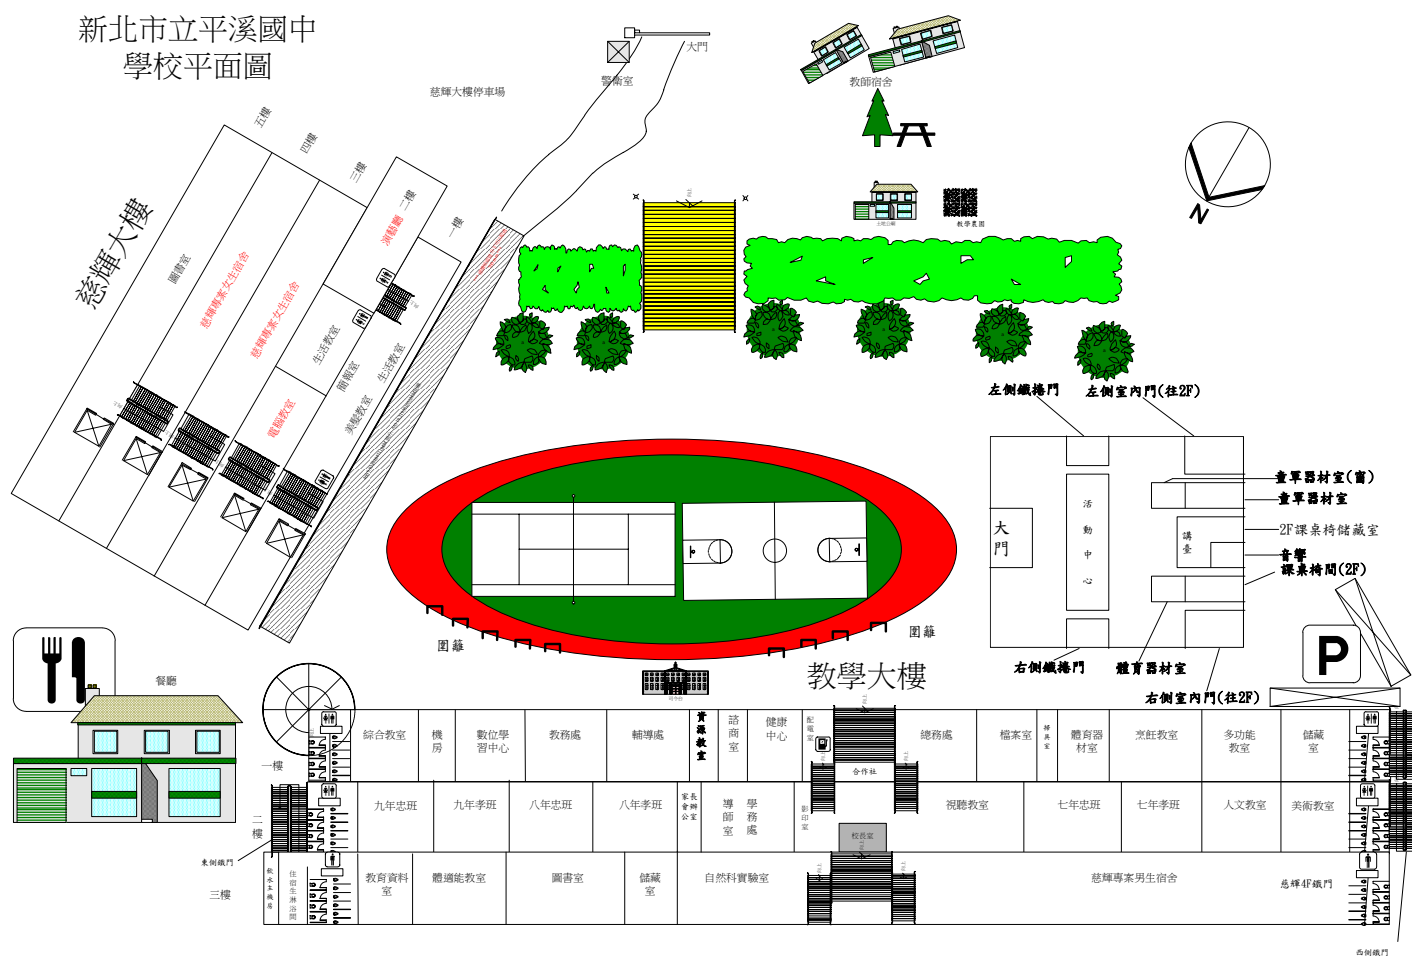 新北市立平溪國中
學校平面圖
大門
警衛室
慈輝大樓停車場
教師宿舍
教學農園
N
五樓
四樓
三樓
二樓
一樓
慈輝大樓
圖書室
慈輝專案女生宿舍
慈輝專案女生宿舍
演藝廳
生活教室
簡報室
生活教室
美髮教室
電腦教室
左側鐵捲門
左側室內門(往2F)
童軍器材室(窗)
童軍器材室
2F課桌椅儲藏室
音響
課桌椅間(2F)
大門
活動中心
講臺
右側鐵捲門
體育器材室
右側室內門(往2F)
P
圍籬
圍籬
教學大樓
餐廳
一樓
綜合教室
機房
數位學習中心
教務處
輔導處
資源教室
諮商室
健康中心
配電室
合作社
總務處
檔案室
體育器材室
烹飪教室
多功能教室
儲藏室
二樓
九年忠班
九年孝班
八年忠班
八年孝班
家長會辦公室
導師室
學務處
影印室
校長室
視聽教室
七年忠班
七年孝班
人文教室
美術教室
東側鐵門
三樓
飲水主機房
住宿生淋浴間
教育資料室
體適能教室
圖書室
儲藏室
自然科實驗室
慈輝專案男生宿舍
慈輝4F鐵門
西側鐵門